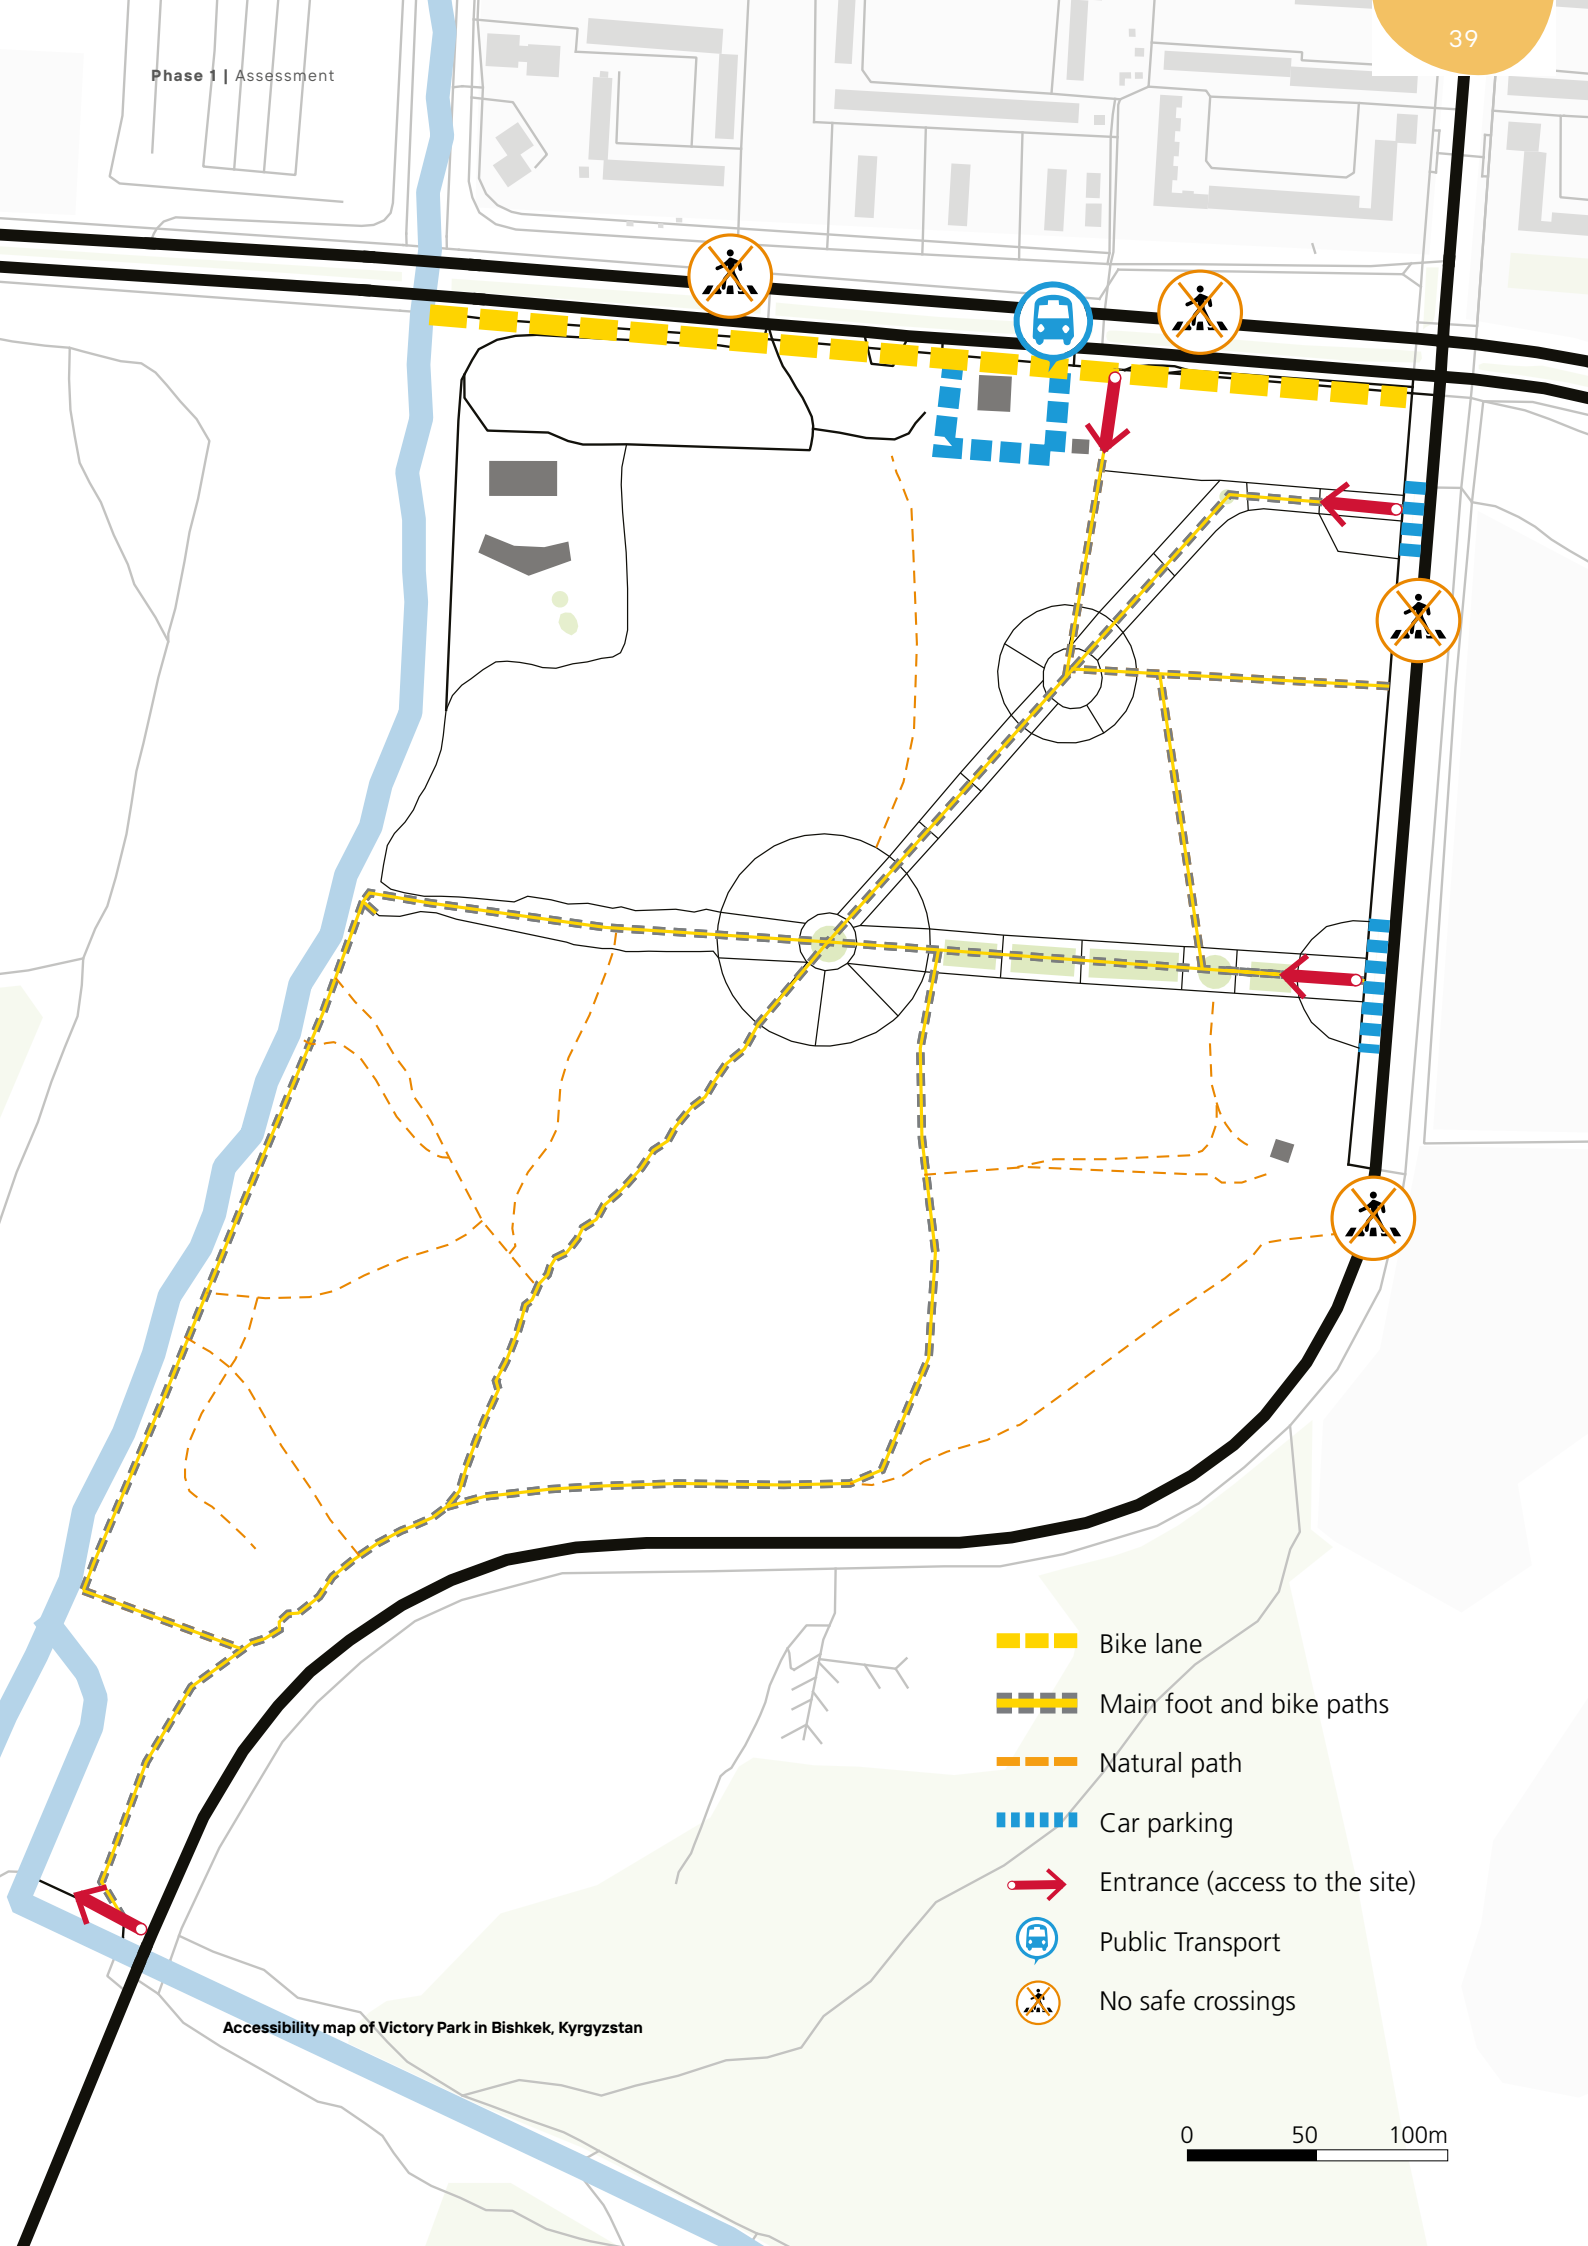 39
Phase 1 | Assessment
Bike lane
Main foot and bike paths
Natural path
Car parking
Entrance (access to the site)
Public Transport
No safe crossings
Accessibility map of Victory Park in Bishkek, Kyrgyzstan
0 50 100m